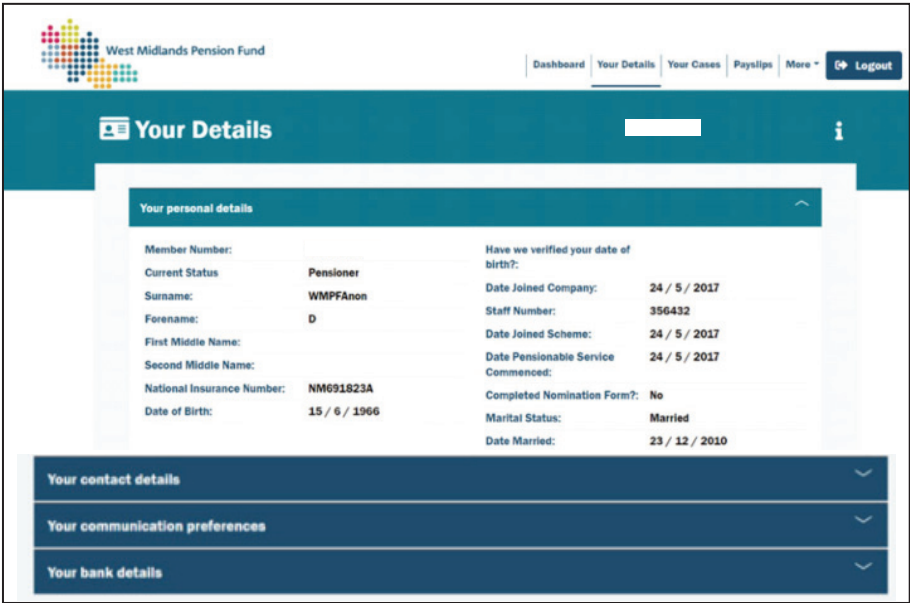 West Midlands Pension Fund
Dashboard Your Details Your Cases Payslips More Logout
Your Details
i
Your personal details
Member Number:
Current Status Pensioner
Surname: WMPFAnon
Forename: D
First Middle Name:
Second Middle Name:
National Insurance Number: NM691823A
Date of Birth: 15 / 6 / 1966
Have we verified your date of
birth?:
Date Joined Company: 24 / 5 / 2017
Staff Number: 356432
Date Joined Scheme: 24 / 5 / 2017
Date Pensionable Service 24 / 5 / 2017
Commenced:
Completed Nomination Form?: No
Marital Status: Married
Date Married: 23 / 12 / 2010
Your contact details
Your communication preferences
Your bank details